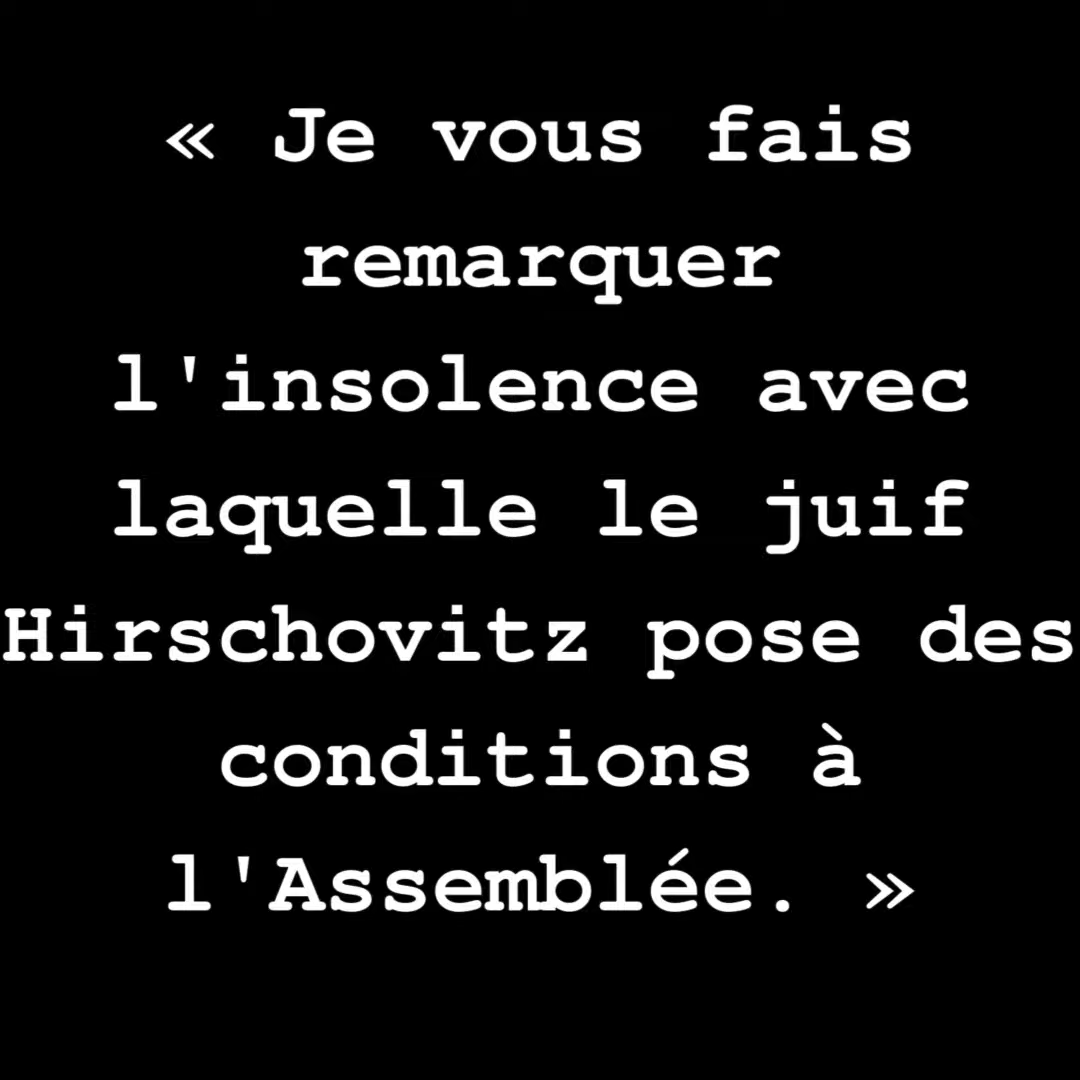 « Je vous fais
remarquer
l'insolence avec
laquelle le juif
Hirschovitz pose des
conditions à
l'Assemblée. »